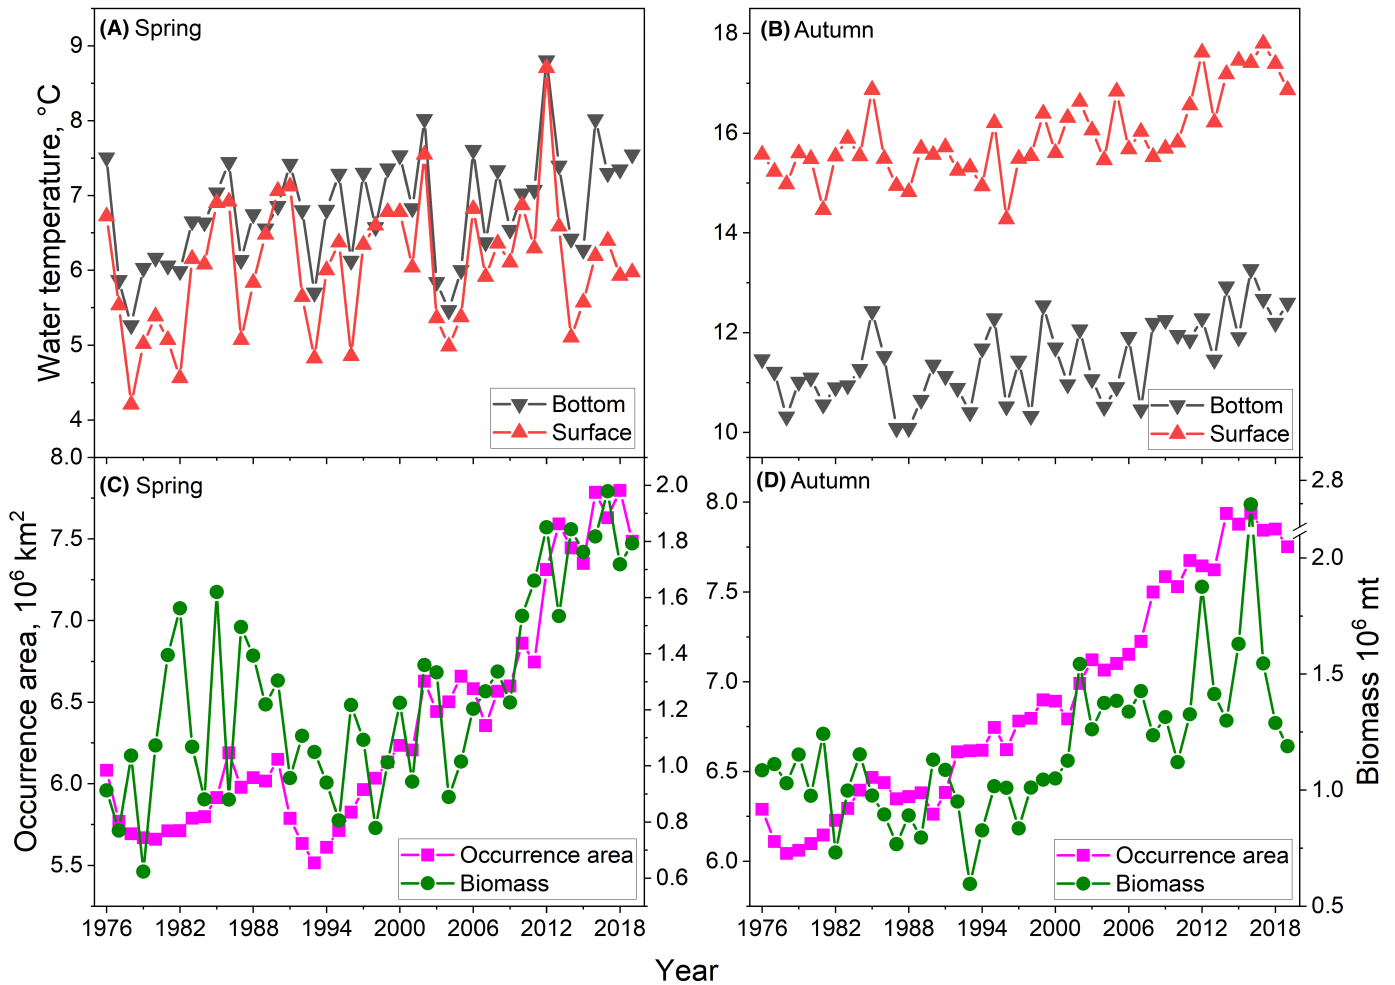 (A) Spring
(B) Autumn
9
8
7
6
5
4
Water temperature, °C
Bottom
Surface
18
16
14
12
10
Bottom
Surface
(C) Spring
(D) Autumn
8.0
7.5
7.0
6.5
6.0
5.5
Occurrence area, 10⁶ km²
2.0
1.8
1.6
1.4
1.2
1.0
0.8
0.6
Occurrence area
Biomass
8.0
7.5
7.0
6.5
6.0
2.8
2.0
1.5
1.0
0.5
Biomass 10⁶ mt
Occurrence area
Biomass
1976 1982 1988 1994 2000 2006 2012 2018
1976 1982 1988 1994 2000 2006 2012 2018
Year